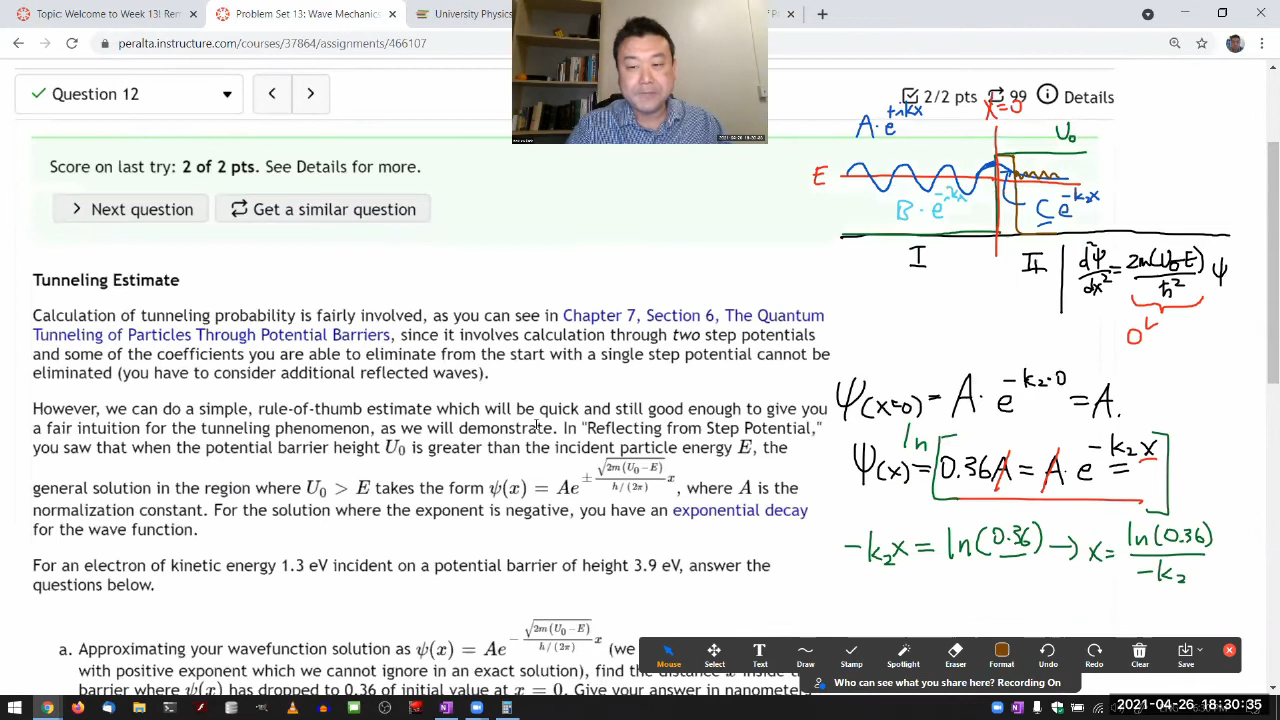 Tempoary Week 13! Rer
Week 13 Homework
peralta.instructure.com/courses/37864/assignments/466107
Question 12
2/2 pts
99
Details
Score on last try: 2 of 2 pts. See Details for more.
Next question
Get a similar question
Tunneling Estimate
Calculation of tunneling probability is fairly involved, as you can see in Chapter 7, Section 6, The Quantum
Tunneling of Particles Through Potential Barriers, since it involves calculation through two step potentials
and some of the coefficients you are able to eliminate from the start with a single step potential cannot be
eliminated (you have to consider additional reflected waves).
However, we can do a simple, rule-of-thumb estimate which will be quick and still good enough to give you
a fair intuition for the tunneling phenomenon, as we will demonstrate. In "Reflecting from Step Potential,"
you saw that when the potential barrier height U₀ is greater than the incident particle energy E, the
general solution in the region where U₀ > E takes the form ψ(x) = Ae^(± √(2m(U₀−E))/(h/(2π)) x), where A is the
normalization constant. For the solution where the exponent is negative, you have an exponential decay
for the wave function.
For an electron of kinetic energy 1.3 eV incident on a potential barrier of height 3.9 eV, answer the
questions below.
a. Approximating your wavefunction solution as ψ(x) = Ae^(− √(2m(U₀−E))/(h/(2π)) x) (we
with positive exponent which we cannot ignore in an exact solution), find the distance x inside
barrier where ψ(x) has dropped to 0.36 of initial value at x = 0. Give your answer in nanomete
A·e^(+ikx)
x=0
U₀
E
B·e^(-ikx)
C e^(-k₂x)
I
II
d²ψ/dx² = 2m(U₀-E)/ħ² ψ
ψ(x=0) = A·e^(-k₂·0) = A.
ln
ψ(x) = 0.36A = A·e^(-k₂x)
-k₂x = ln(0.36) → x = ln(0.36)/-k₂
Mouse
Select
Text
Draw
Stamp
Spotlight
Eraser
Format
Undo
Redo
Clear
Save
Who can see what you share here? Recording On
2021-04-26 18:30:35